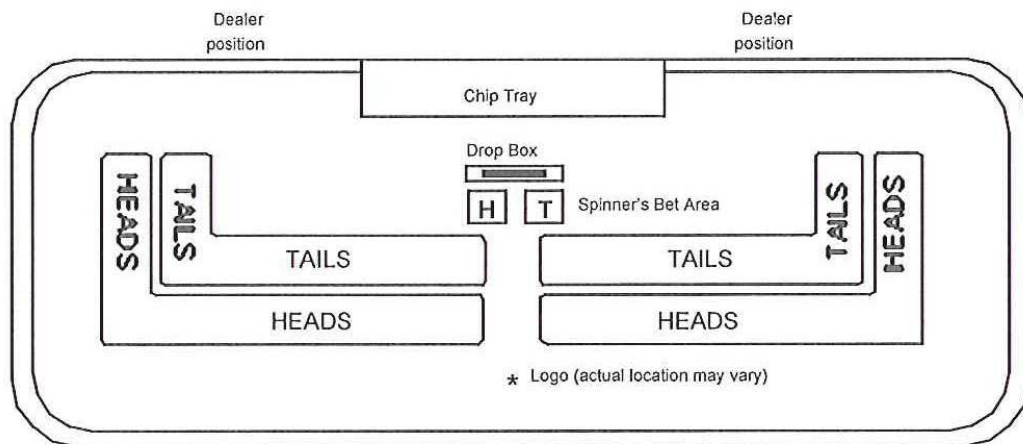 Dealer
position
Dealer
position
Chip Tray
Drop Box
H T Spinner's Bet Area
HEADS
TAILS
TAILS
HEADS
TAILS
TAILS
HEADS
HEADS
* Logo (actual location may vary)